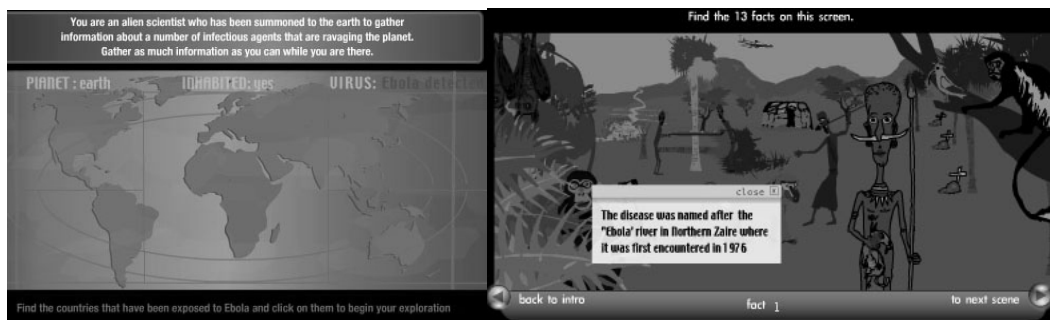 You are an alien scientist who has been summoned to the earth to gather
information about a number of infectious agents that are ravaging the planet.
Gather as much information as you can while you are there.
PLANET : earth INHABITED: yes VIRUS: Ebola detected
Find the countries that have been exposed to Ebola and click on them to begin your exploration
Find the 13 facts on this screen.
close x
The disease was named after the
"Ebola' river in Northern Zaire where
it was first encountered in 1976
back to intro fact 1 to next scene